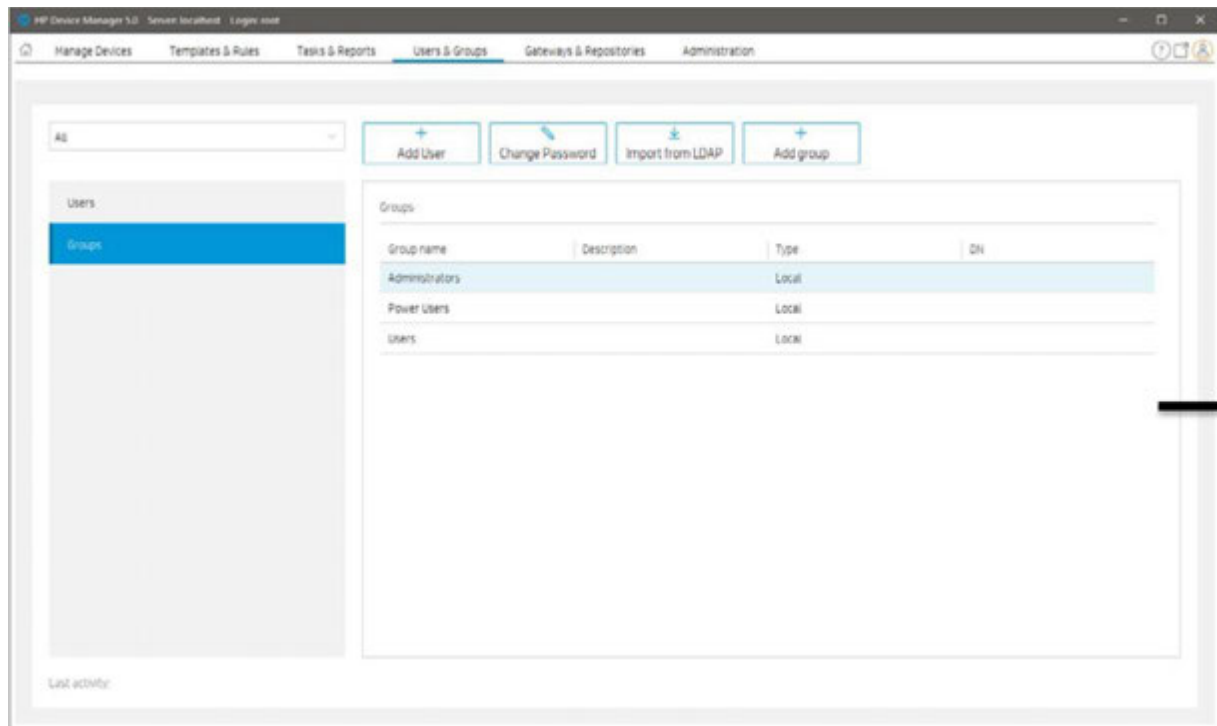 HP Device Manager 5.0 Server: localhost Login: root
Manage Devices Templates & Rules Tasks & Reports Users & Groups Gateways & Repositories Administration
All
Add User Change Password Import from LDAP Add group
Users
Groups
Groups
Group name Description Type DN
Administrators Local
Power Users Local
Users Local
Last activity: